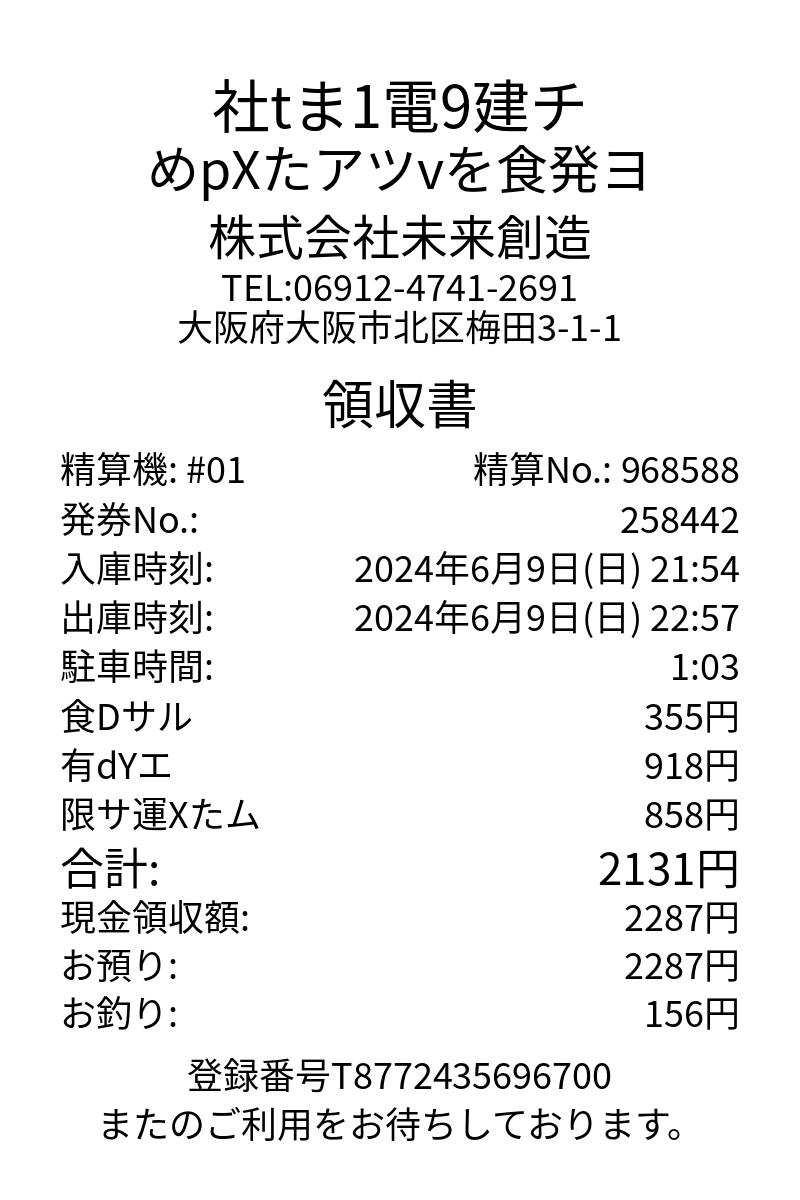 社tま1電9建チ
めpXたアツvを食発ヨ
株式会社未来創造
TEL:06912-4741-2691
大阪府大阪市北区梅田3-1-1
領収書
精算機: #01 精算No.: 968588
発券No.: 258442
入庫時刻: 2024年6月9日(日) 21:54
出庫時刻: 2024年6月9日(日) 22:57
駐車時間: 1:03
食Dサル 355円
有dYエ 918円
限サ運Xたム 858円
合計: 2131円
現金領収額: 2287円
お預り: 2287円
お釣り: 156円
登録番号T8772435696700
またのご利用をお待ちしております。